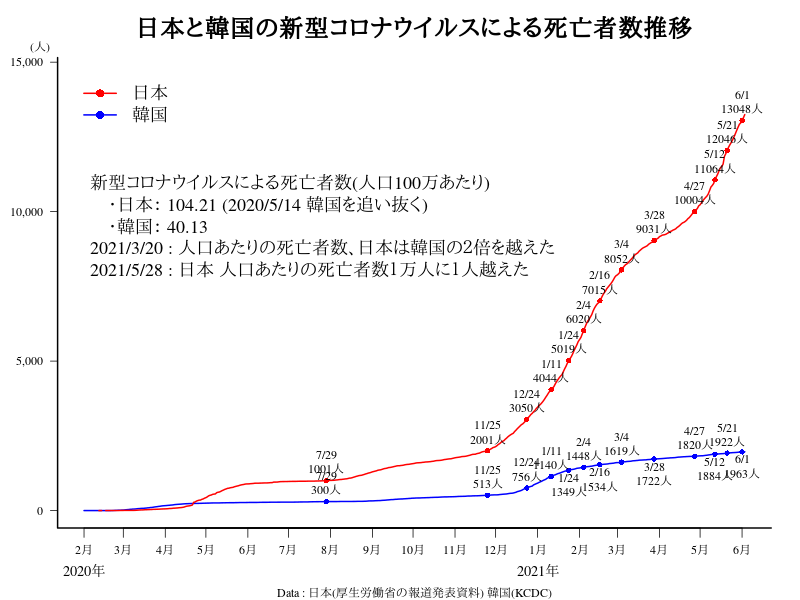 日本と韓国の新型コロナウイルスによる死亡者数推移
(人)
15,000
10,000
5,000
0
日本
韓国
新型コロナウイルスによる死亡者数(人口100万あたり)
・日本: 104.21 (2020/5/14 韓国を追い抜く)
・韓国: 40.13
2021/3/20 : 人口あたりの死亡者数、日本は韓国の2倍を越えた
2021/5/28 : 日本 人口あたりの死亡者数1万人に1人越えた
7/29
1001人
11/25
2001人
12/24
3050人
1/11
4044人
1/24
5019人
2/4
6020人
2/16
7015人
3/4
8052人
3/28
9031人
4/27
10004人
5/12
11064人
5/21
12046人
6/1
13048人
7/29
300人
11/25
513人
12/24
756人
1/11
1140人
1/24
1349人
2/4
1448人
2/16
1534人
3/4
1619人
3/28
1722人
4/27
1820人
5/12
1884人
5/21
1922人
6/1
1963人
2月 3月 4月 5月 6月 7月 8月 9月 10月 11月 12月 1月 2月 3月 4月 5月 6月
2020年 2021年
Data : 日本(厚生労働省の報道発表資料) 韓国(KCDC)